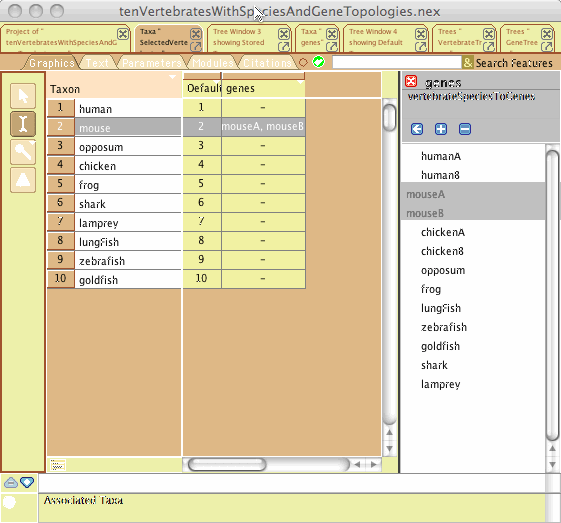 tenVertebratesWithSpeciesAndGeneTopologies.nex
Project of "
tenVertebratesWithSpeciesAndG
Taxa "
SelectedVerte
Tree Window 3
showing Stored
Taxa "
genes"
Tree Window 4
showing Default
Trees "
VertebrateTr
Trees "
GeneTree
Graphics Text Parameters Modules Citations & Search Features
Taxon Defaul genes
1 human 1 –
2 mouse 2 mouseA, mouseB
3 opposum 3 –
4 chicken 4 –
5 frog 5 –
6 shark 6 –
7 lamprey 7 –
8 lungfish 8 –
9 zebrafish 9 –
10 goldfish 10 –
genes
vertebrateSpeciesToGenes
humanA
humanB
mouseA
mouseB
chickenA
chickenB
opposum
frog
lungfish
zebrafish
goldfish
shark
lamprey
Associated Taxa